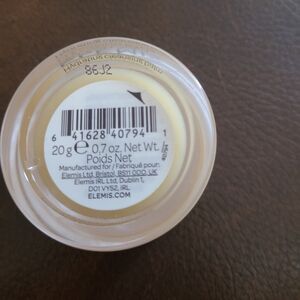 86J2
6 41628 40794 1
20 g e 0.7 oz. Net Wt.
Poids Net
Manufactured for / Fabriqué pour:
Elemis Ltd, Bristol, BS11 0DD, UK
Elemis IRL Ltd, Dublin 1,
D01 VY52, IRL
ELEMIS.COM